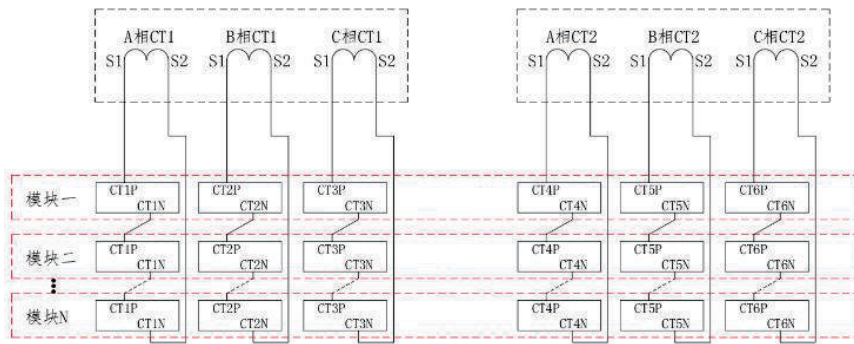 A相CT1 B相CT1 C相CT1 A相CT2 B相CT2 C相CT2
S1 S2 S1 S2 S1 S2 S1 S2 S1 S2 S1 S2
模块一 CT1P CT2P CT3P CT4P CT5P CT6P
CT1N CT2N CT3N CT4N CT5N CT6N
模块二 CT1P CT2P CT3P CT4P CT5P CT6P
CT1N CT2N CT3N CT4N CT5N CT6N
模块N CT1P CT2P CT3P CT4P CT5P CT6P
CT1N CT2N CT3N CT4N CT5N CT6N